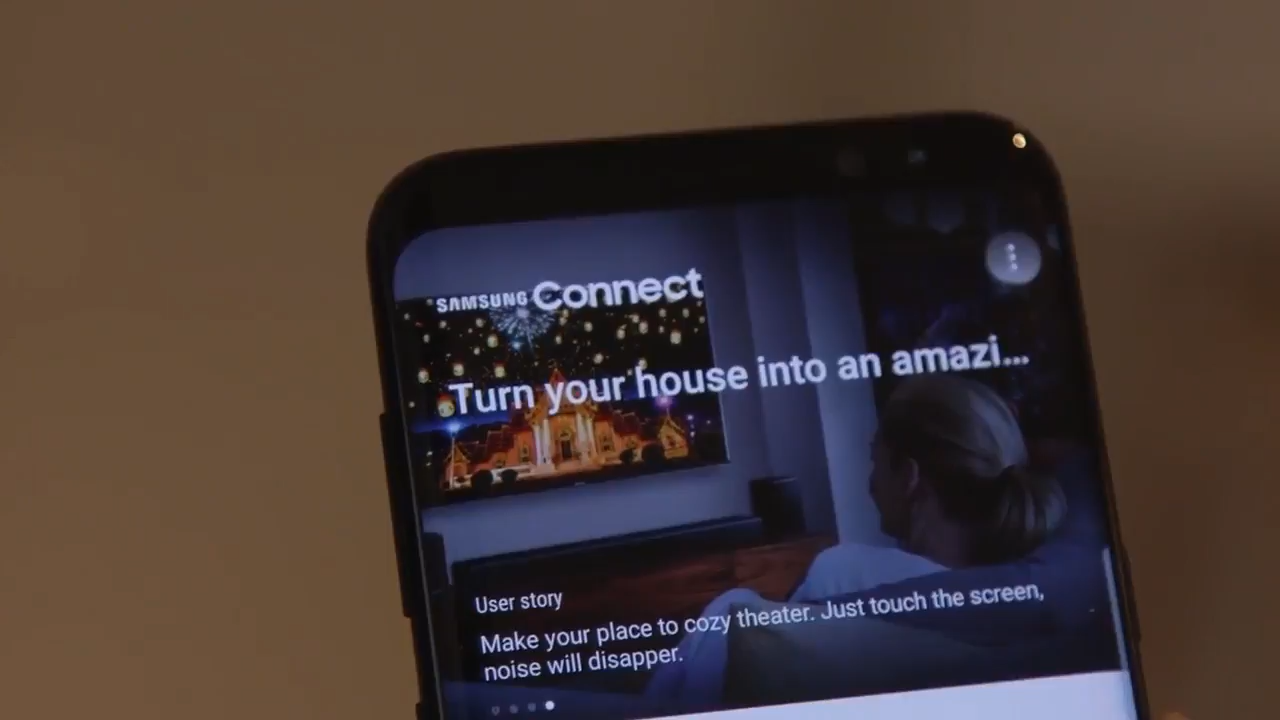 SAMSUNG Connect
Turn your house into an amazi...
User story
Make your place to cozy theater. Just touch the screen,
noise will disapper.